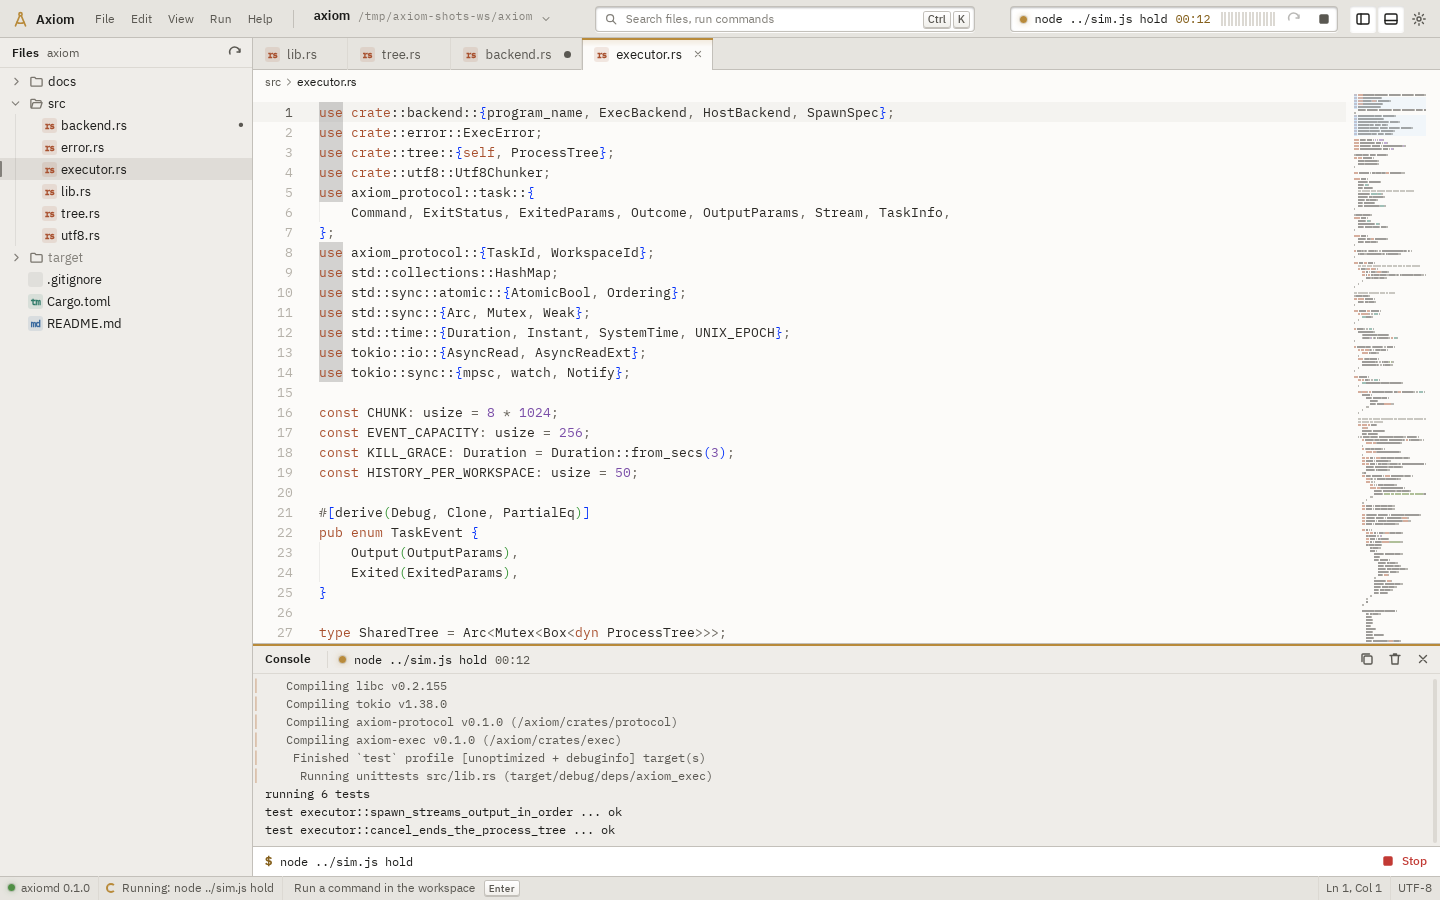 Axiom File Edit View Run Help axiom /tmp/axiom-shots-ws/axiom Search files, run commands Ctrl K node ../sim.js hold 00:12
Files axiom
docs
src
rs backend.rs
rs error.rs
rs executor.rs
rs lib.rs
rs tree.rs
rs utf8.rs
target
.gitignore
tm Cargo.toml
md README.md
rs lib.rs rs tree.rs rs backend.rs rs executor.rs
src executor.rs
1 use crate::backend::{program_name, ExecBackend, HostBackend, SpawnSpec};
2 use crate::error::ExecError;
3 use crate::tree::{self, ProcessTree};
4 use crate::utf8::Utf8Chunker;
5 use axiom_protocol::task::{
6 Command, ExitStatus, ExitedParams, Outcome, OutputParams, Stream, TaskInfo,
7 };
8 use axiom_protocol::{TaskId, WorkspaceId};
9 use std::collections::HashMap;
10 use std::sync::atomic::{AtomicBool, Ordering};
11 use std::sync::{Arc, Mutex, Weak};
12 use std::time::{Duration, Instant, SystemTime, UNIX_EPOCH};
13 use tokio::io::{AsyncRead, AsyncReadExt};
14 use tokio::sync::{mpsc, watch, Notify};
15
16 const CHUNK: usize = 8 * 1024;
17 const EVENT_CAPACITY: usize = 256;
18 const KILL_GRACE: Duration = Duration::from_secs(3);
19 const HISTORY_PER_WORKSPACE: usize = 50;
20
21 #[derive(Debug, Clone, PartialEq)]
22 pub enum TaskEvent {
23 Output(OutputParams),
24 Exited(ExitedParams),
25 }
26
27 type SharedTree = Arc<Mutex<Box<dyn ProcessTree>>>;
Console node ../sim.js hold 00:12
Compiling libc v0.2.155
Compiling tokio v1.38.0
Compiling axiom-protocol v0.1.0 (/axiom/crates/protocol)
Compiling axiom-exec v0.1.0 (/axiom/crates/exec)
Finished `test` profile [unoptimized + debuginfo] target(s)
Running unittests src/lib.rs (target/debug/deps/axiom_exec)
running 6 tests
test executor::spawn_streams_output_in_order ... ok
test executor::cancel_ends_the_process_tree ... ok
$ node ../sim.js hold Stop
axiomd 0.1.0 Running: node ../sim.js hold Run a command in the workspace Enter Ln 1, Col 1 UTF-8